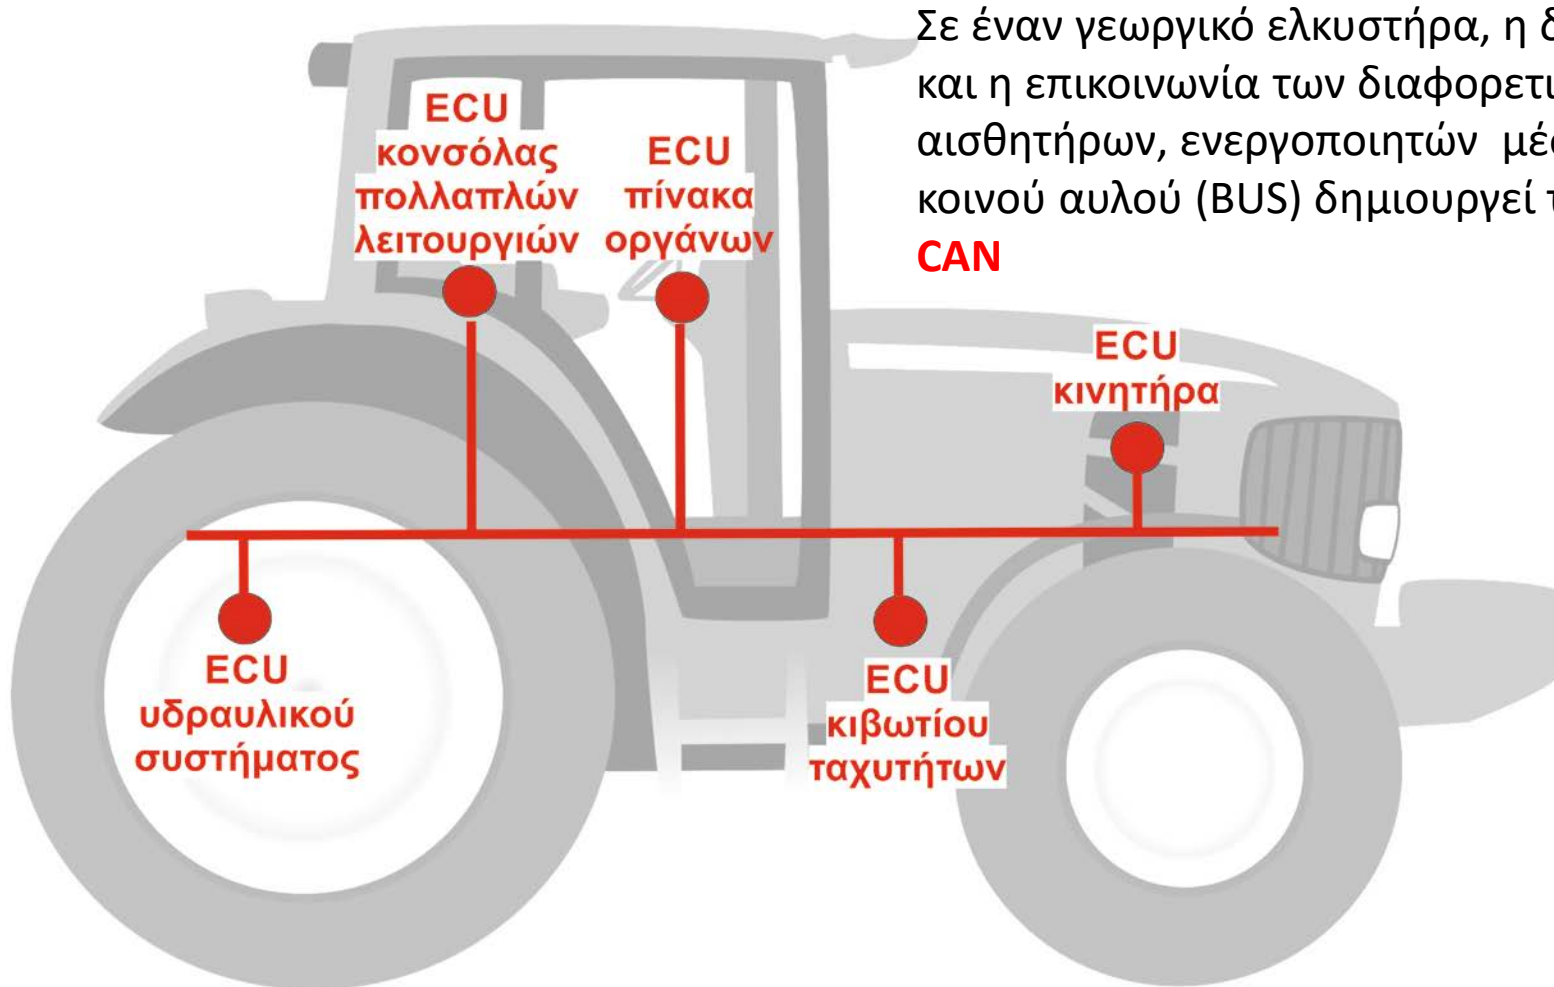 Σε έναν γεωργικό ελκυστήρα, η
και η επικοινωνία των
αισθητήρων, ενεργοποιητών
κοινού αυλού (BUS) δημιουργεί
CAN
ECU
κονσόλας
πολλαπλών
λειτουργιών
ECU
πίνακα
οργάνων
ECU
κινητήρα
ECU
υδραυλικού
συστήματος
ECU
κιβωτίου
ταχυτήτων